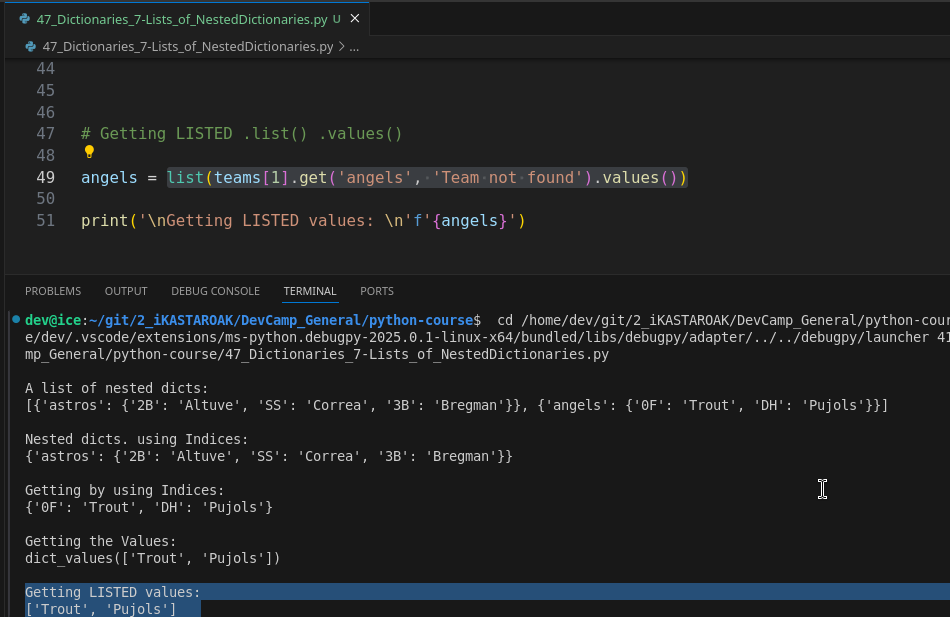 47_Dictionaries_7-Lists_of_NestedDictionaries.py U ×
47_Dictionaries_7-Lists_of_NestedDictionaries.py > ...
44
45
46
47 # Getting LISTED .list() .values()
48
49 angels = list(teams[1].get('angels', 'Team not found').values())
50
51 print('\nGetting LISTED values: \n'f'{angels}')
PROBLEMS OUTPUT DEBUG CONSOLE TERMINAL PORTS
dev@ice:~/git/2_iKASTAROAK/DevCamp_General/python-course$ cd /home/dev/git/2_iKASTAROAK/DevCamp_General/python-cour
e/dev/.vscode/extensions/ms-python.debugpy-2025.0.1-linux-x64/bundled/libs/debugpy/adapter/../../debugpy/launcher 41
mp_General/python-course/47_Dictionaries_7-Lists_of_NestedDictionaries.py
A list of nested dicts:
[{'astros': {'2B': 'Altuve', 'SS': 'Correa', '3B': 'Bregman'}}, {'angels': {'0F': 'Trout', 'DH': 'Pujols'}}]
Nested dicts. using Indices:
{'astros': {'2B': 'Altuve', 'SS': 'Correa', '3B': 'Bregman'}}
Getting by using Indices:
{'0F': 'Trout', 'DH': 'Pujols'}
Getting the Values:
dict_values(['Trout', 'Pujols'])
Getting LISTED values:
['Trout', 'Pujols']